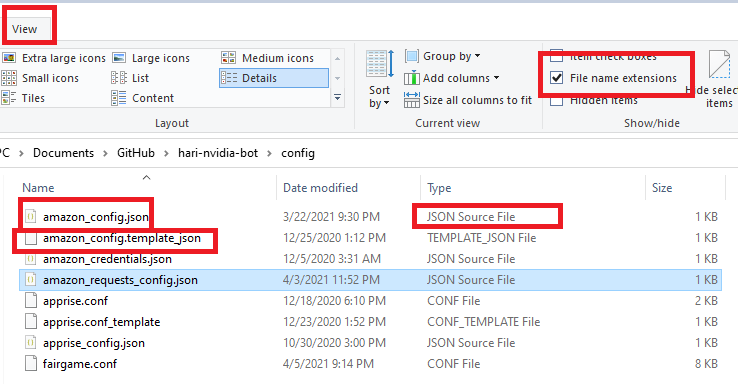 View
Extra large icons Large icons Medium icons
Small icons List Details
Tiles Content
Layout
Sort by
Group by
Add columns
Size all columns to fit
Current view
Item check boxes
File name extensions
Hidden items
Hide selec
items
Show/hide
PC Documents GitHub hari-nvidia-bot config
Name Date modified Type Size
amazon_config.json 3/22/2021 9:30 PM JSON Source File 1 KB
amazon_config.template_json 12/25/2020 1:12 PM TEMPLATE_JSON File 1 KB
amazon_credentials.json 12/5/2020 3:31 AM JSON Source File 1 KB
amazon_requests_config.json 4/3/2021 11:52 PM JSON Source File 1 KB
apprise.conf 12/18/2020 6:10 PM CONF File 2 KB
apprise.conf_template 12/23/2020 1:52 PM CONF_TEMPLATE File 1 KB
apprise_config.json 10/30/2020 3:00 PM JSON Source File 1 KB
fairgame.conf 4/5/2021 9:14 PM CONF File 8 KB